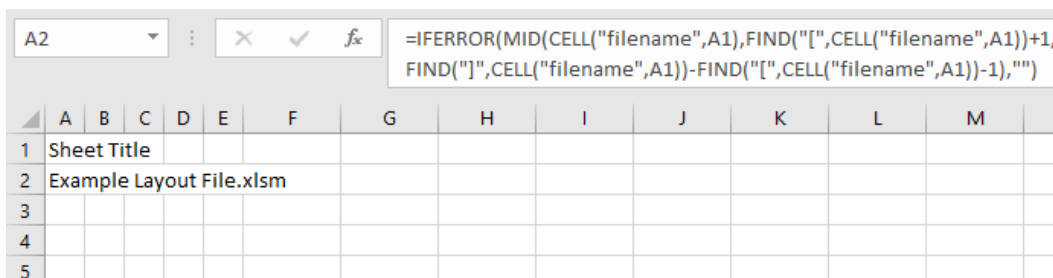 A2 fx =IFERROR(MID(CELL("filename",A1),FIND("[",CELL("filename",A1))+1,
FIND("]",CELL("filename",A1))-FIND("[",CELL("filename",A1))-1),"")
A B C D E F G H I J K L M
1 Sheet Title
2 Example Layout File.xlsm
3
4
5